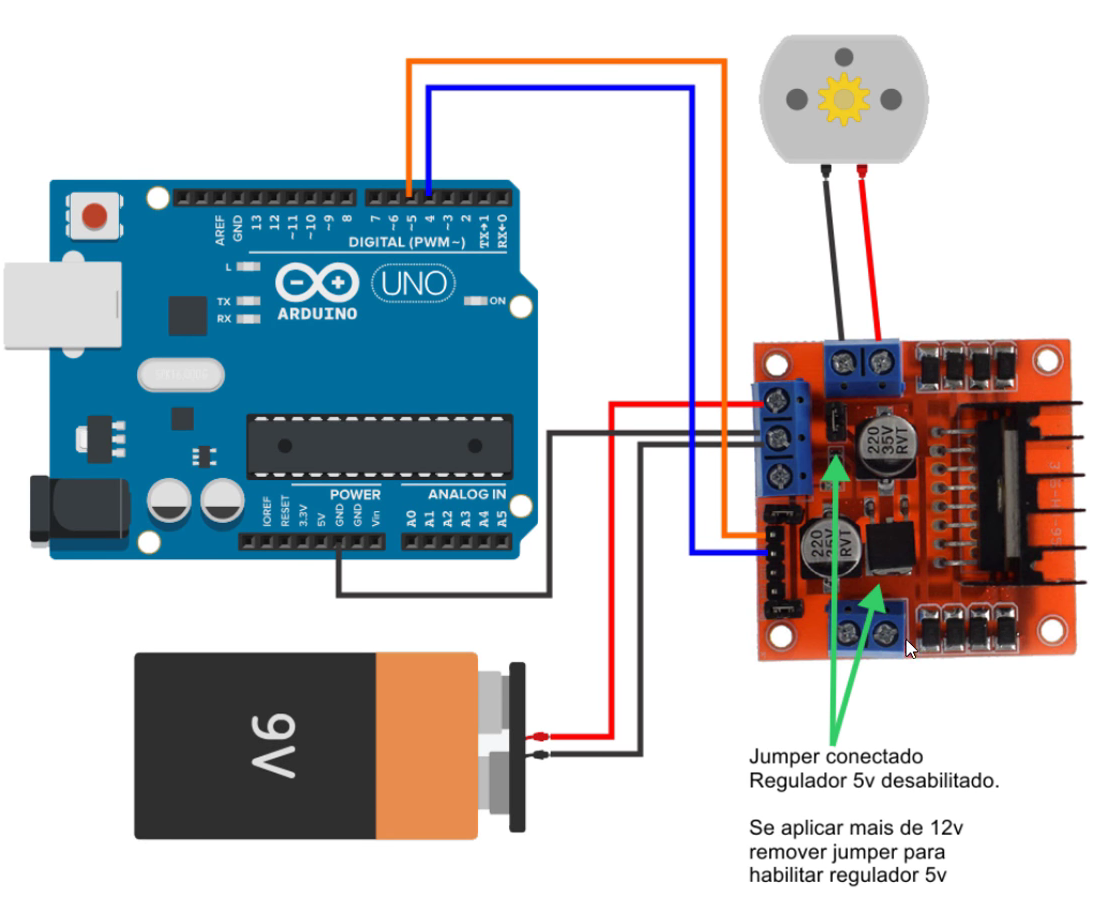 AREF
GND
13
12
~11
~10
~9
8
7
~6
~5
4
~3
2
TX→1
RX←0
DIGITAL (PWM~)
L
TX
RX
ARDUINO
UNO
ON
POWER
ANALOG IN
IOREF
RESET
3.3V
5V
GND
GND
Vin
A0
A1
A2
A3
A4
A5
220
35V
RVT
220
35V
RVT
9V
Jumper conectado
Regulador 5v desabilitado.
Se aplicar mais de 12v
remover jumper para
habilitar regulador 5v